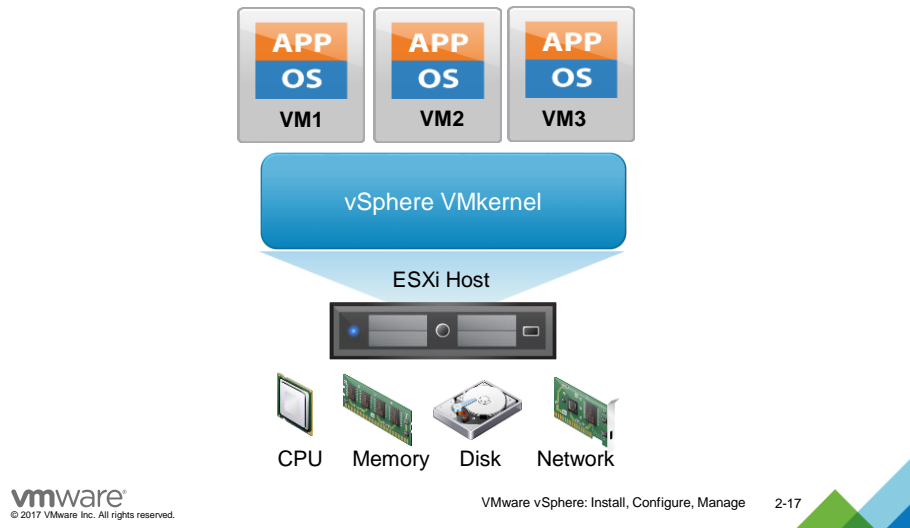 APP APP APP
OS OS OS
VM1 VM2 VM3
vSphere VMkernel
ESXi Host
CPU Memory Disk Network
vmware®
© 2017 VMware Inc. All rights reserved.
VMware vSphere: Install, Configure, Manage 2-17